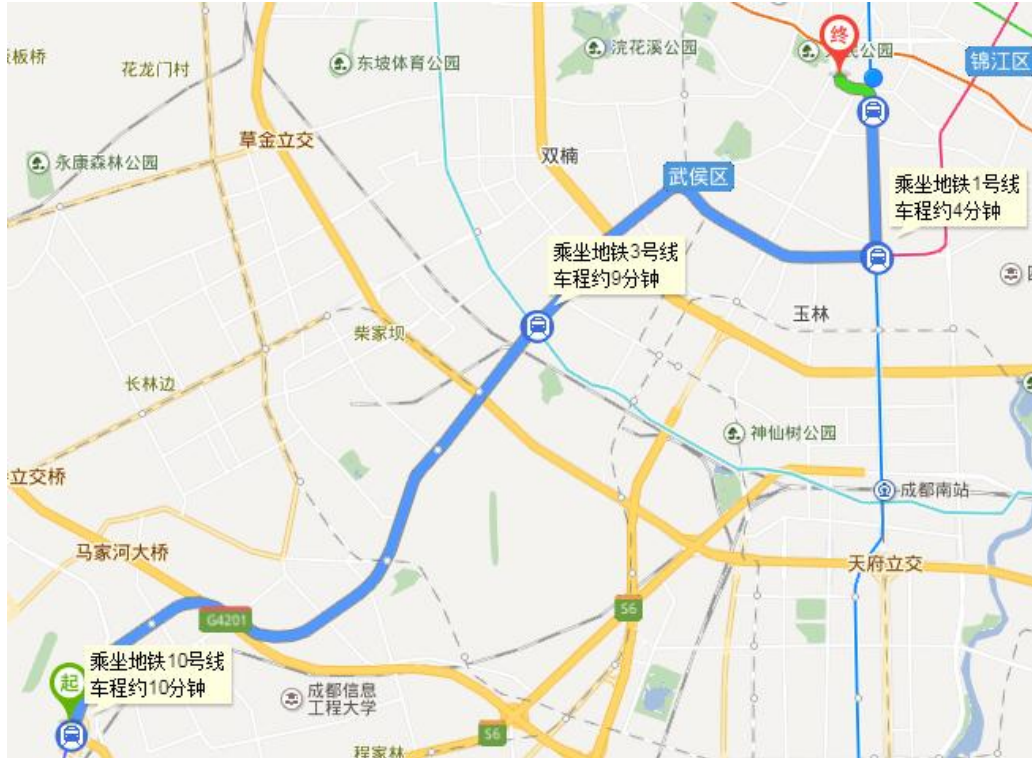 浣花溪公园
终
民公园
板桥
花龙门村
东坡体育公园
锦江区
草金立交
永康森林公园
双楠
武侯区
乘坐地铁1号线
车程约4分钟
乘坐地铁3号线
车程约9分钟
玉林
柴家坝
长林边
神仙树公园
立交桥
成都南站
马家河大桥
天府立交
G4201
S6
乘坐地铁10号线
车程约10分钟
起
成都信息
工程大学
S6
程家林